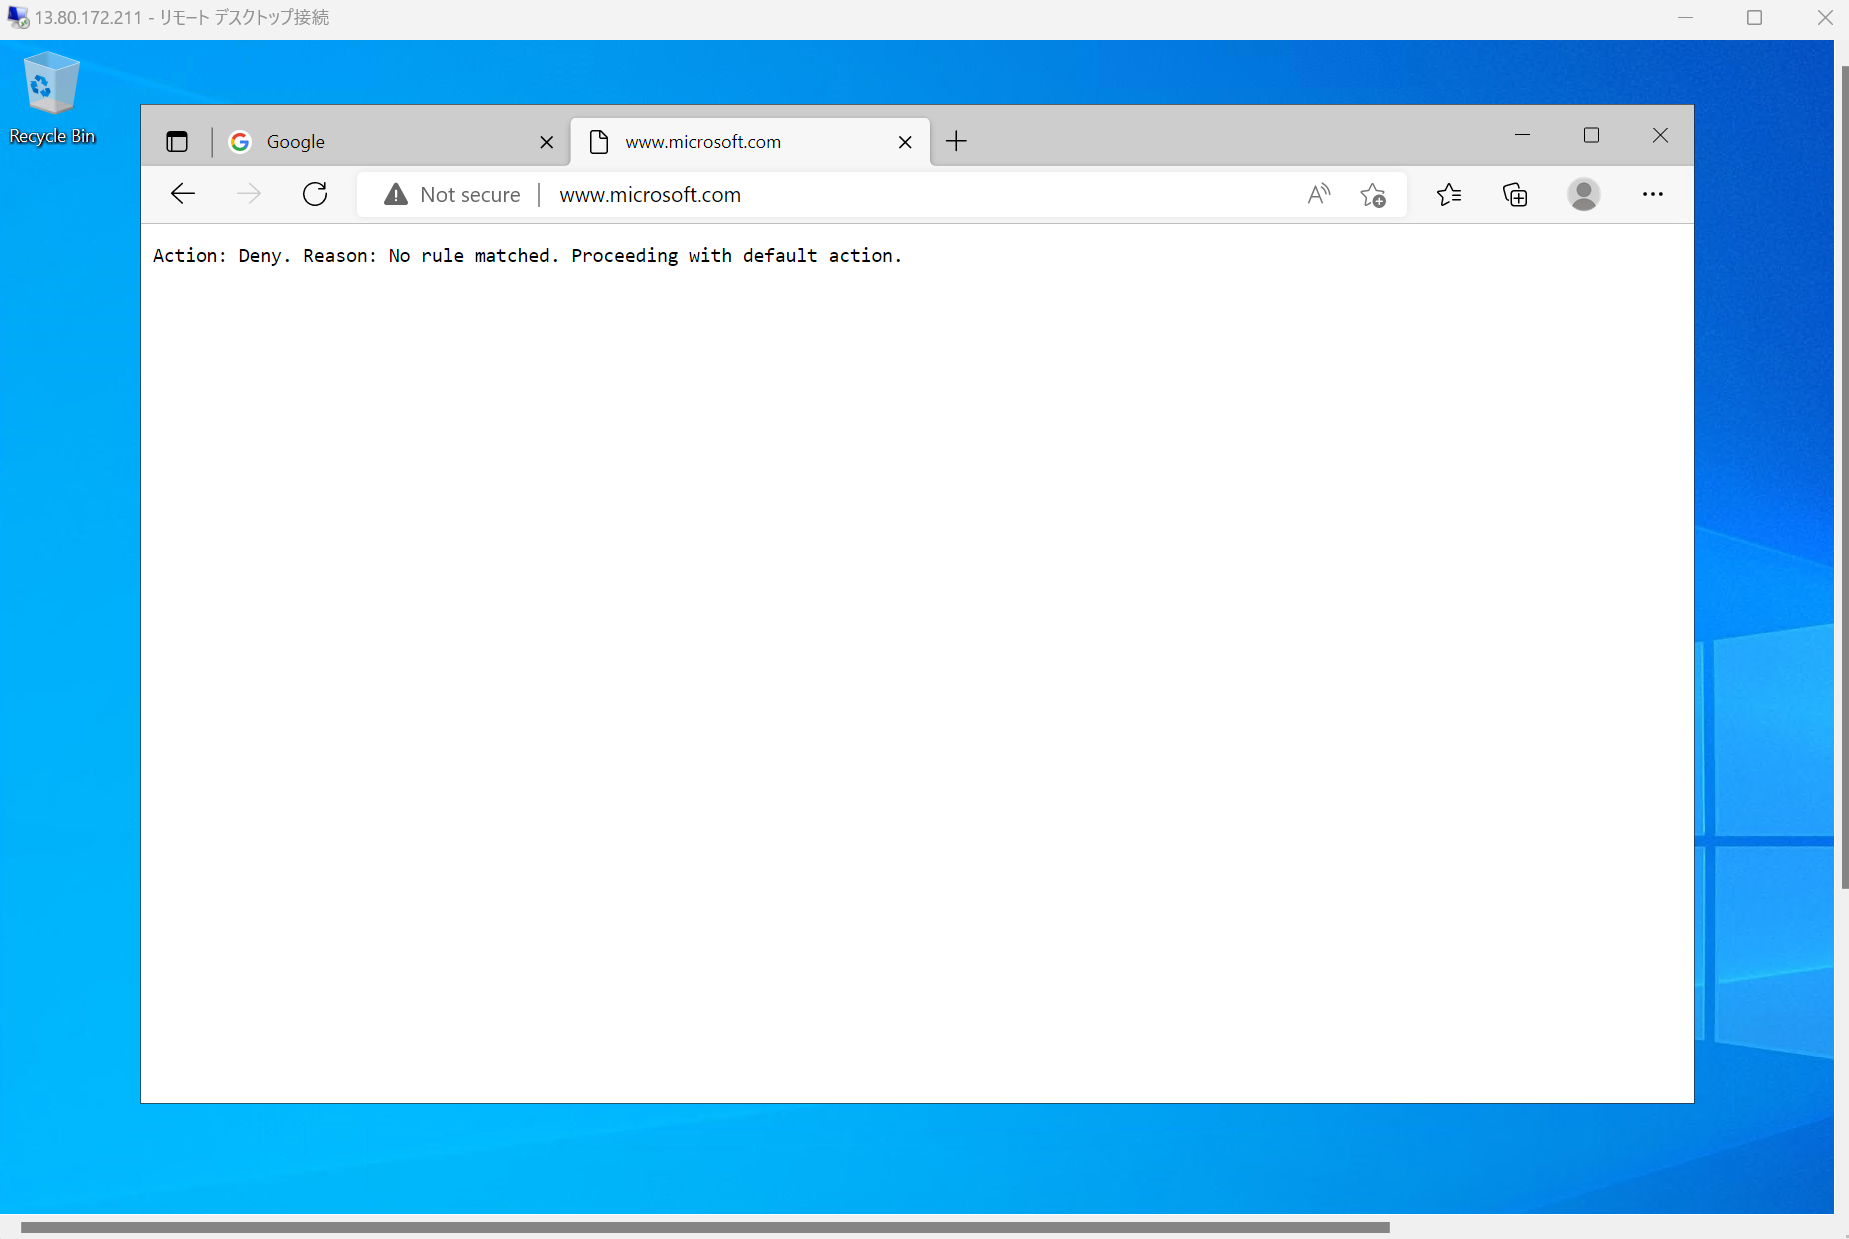 13.80.172.211 - リモート デスクトップ接続
Recycle Bin
Google
www.microsoft.com
Not secure
www.microsoft.com
Action: Deny. Reason: No rule matched. Proceeding with default action.